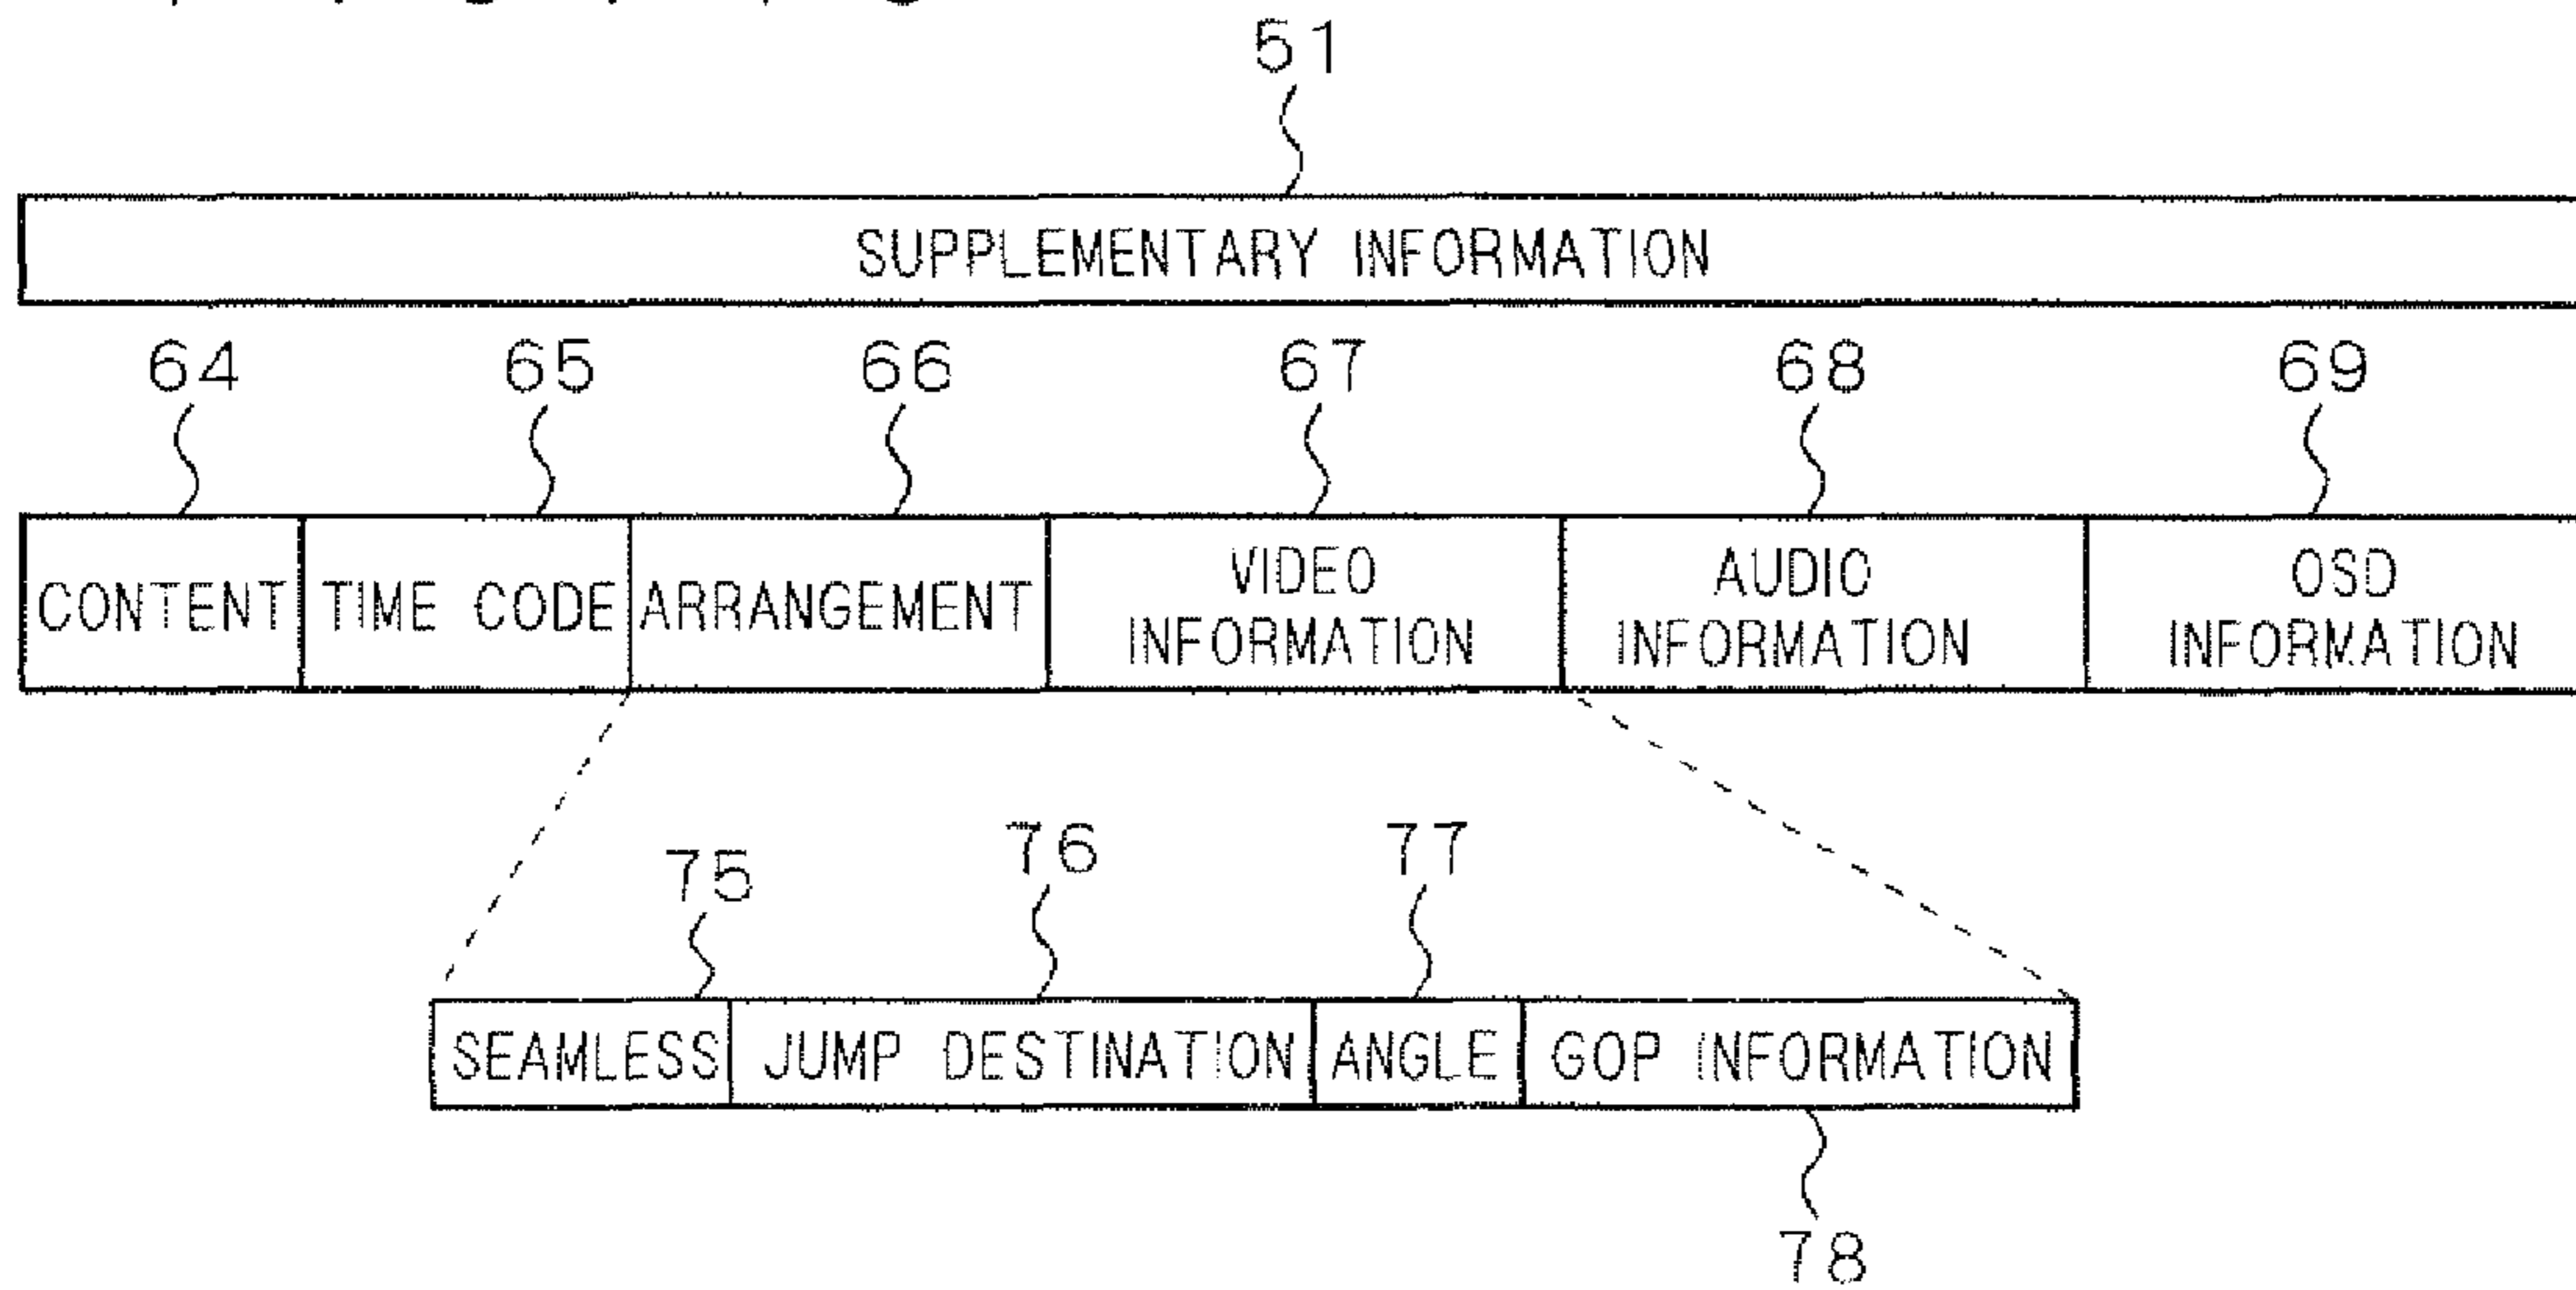 51
SUPPLEMENTARY INFORMATION
64 65 66 67 68 69
CONTENT
TIME CODE
ARRANGEMENT
VIDEO
INFORMATION
AUDIO
INFORMATION
OSD
INFORMATION
75 76 77
SEAMLESS
JUMP DESTINATION
ANGLE
GOP INFORMATION
78